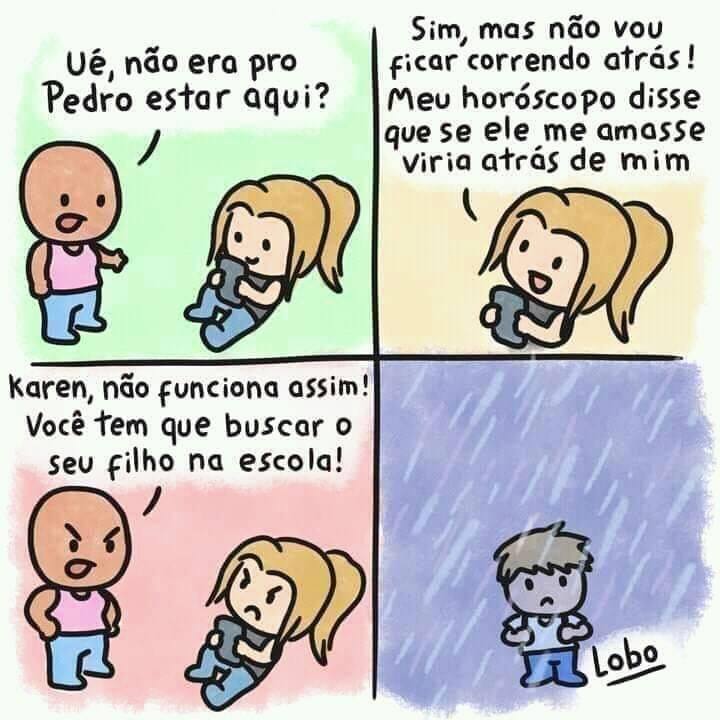 Ué, não era pro
Pedro estar aqui?
Sim, mas não vou
ficar correndo atrás!
Meu horóscopo disse
que se ele me amasse
viria atrás de mim
Karen, não funciona assim!
Você tem que buscar o
seu filho na escola!
Lobo